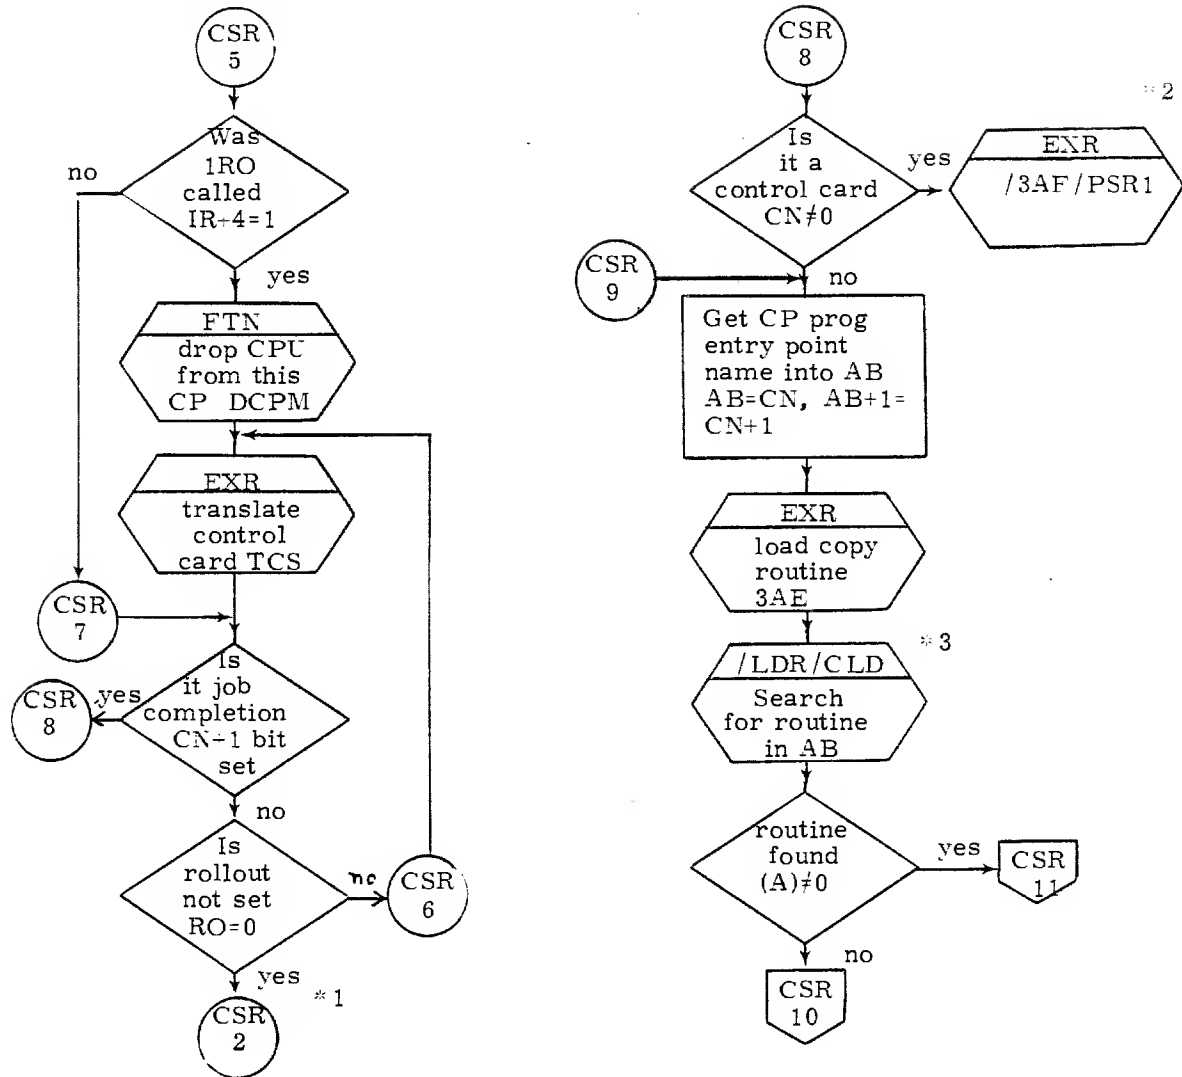 CSR
5
Was
1RO
called
IR+4=1
no
yes
FTN
drop CPU
from this
CP DCPM
EXR
translate
control
card TCS
CSR
7
Is
it job
completion
CN+1 bit
set
yes
CSR
8
no
Is
rollout
not set
RO=0
no
CSR
6
yes
*1
CSR
2
CSR
8
Is
it a
control card
CN≠0
yes
*2
EXR
/3AF/PSR1
CSR
9
no
Get CP prog
entry point
name into AB
AB=CN, AB+1=
CN+1
EXR
load copy
routine
3AE
*3
/LDR/CLD
Search
for routine
in AB
routine
found
(A)≠0
yes
CSR
11
no
CSR
10